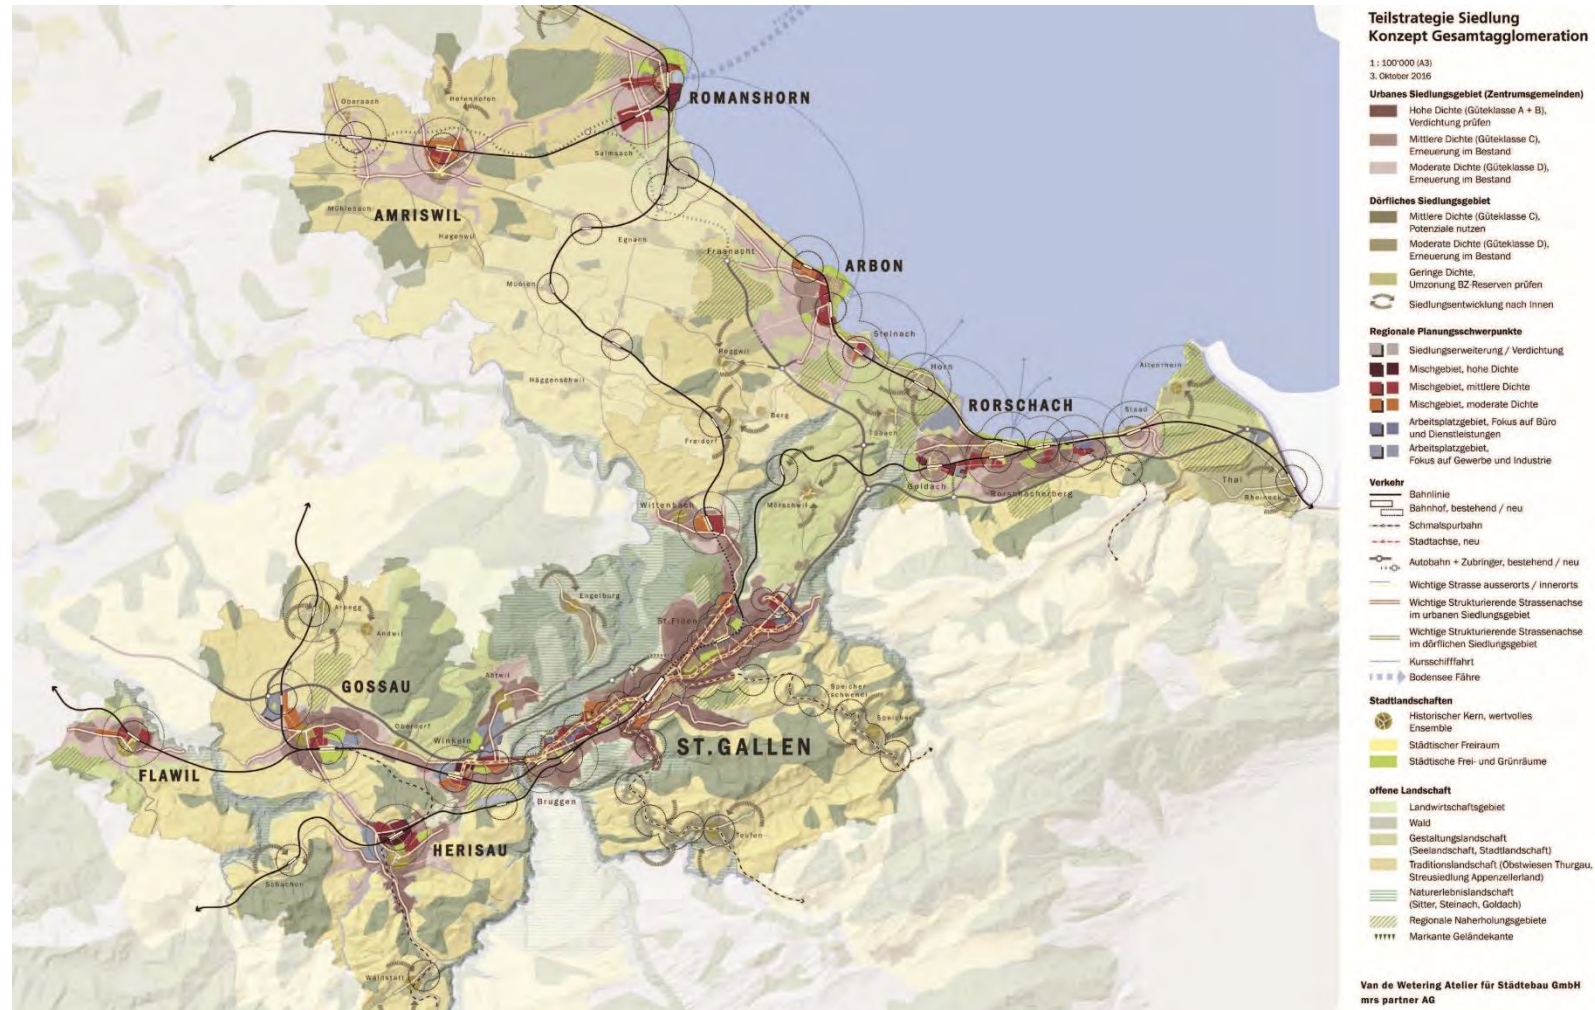 Teilstrategie Siedlung
Konzept Gesamtagglomeration
1 : 100'000 (A3)
3. Oktober 2016
Urbanes Siedlungsgebiet (Zentrumsgemeinden)
Hohe Dichte (Güteklasse A + B),
Verdichtung prüfen
Mittlere Dichte (Güteklasse C),
Erneuerung im Bestand
Moderate Dichte (Güteklasse D),
Erneuerung im Bestand
Dörfliches Siedlungsgebiet
Mittlere Dichte (Güteklasse C),
Potenziale nutzen
Moderate Dichte (Güteklasse D),
Erneuerung im Bestand
Geringe Dichte,
Umzonung BZ-Reserven prüfen
Siedlungsentwicklung nach Innen
Regionale Planungsschwerpunkte
Siedlungserweiterung / Verdichtung
Mischgebiet, hohe Dichte
Mischgebiet, mittlere Dichte
Mischgebiet, moderate Dichte
Arbeitsplatzgebiet, Fokus auf Büro
und Dienstleistungen
Arbeitsplatzgebiet,
Fokus auf Gewerbe und Industrie
Verkehr
Bahnlinie
Bahnhof, bestehend / neu
Schmalspurbahn
Stadtachse, neu
Autobahn + Zubringer, bestehend / neu
Wichtige Strasse ausserorts / innerorts
Wichtige Strukturierende Strassenachse
im urbanen Siedlungsgebiet
Wichtige Strukturierende Strassenachse
im dörflichen Siedlungsgebiet
Kursschifffahrt
Bodensee Fähre
Stadtlandschaften
Historischer Kern, wertvolles
Ensemble
Städtischer Freiraum
Städtische Frei- und Grünräume
offene Landschaft
Landwirtschaftsgebiet
Wald
Gestaltungslandschaft
(Seelandschaft, Stadtlandschaft)
Traditionslandschaft (Obstwiesen Thurgau,
Streusiedlung Appenzellerland)
Naturerlebnislandschaft
(Sitter, Steinach, Goldach)
Regionale Naherholungsgebiete
Markante Geländekante
Van de Wetering Atelier für Städtebau GmbH
mrs partner AG
ROMANSHORN
Oberaach
Hefenhofen
Salmsach
AMRISWIL
Mühlebach
Hagenwil
Egnach
Frasnacht
ARBON
Muolen
Steinach
Roggwil
Häggenschwil
Horn
Altenrhein
RORSCHACH
Staad
Berg
Freidorf
Tübach
Goldach
Rorschacherberg
Thal
Rheineck
Mörschwil
Wittenbach
Engelburg
St.Fiden
Arnegg
Andwil
GOSSAU
Abtwil
Oberdorf
Winkeln
Speicher
schwendi
Speicher
ST.GALLEN
FLAWIL
Bruggen
Teufen
HERISAU
Schachen
Waldstatt